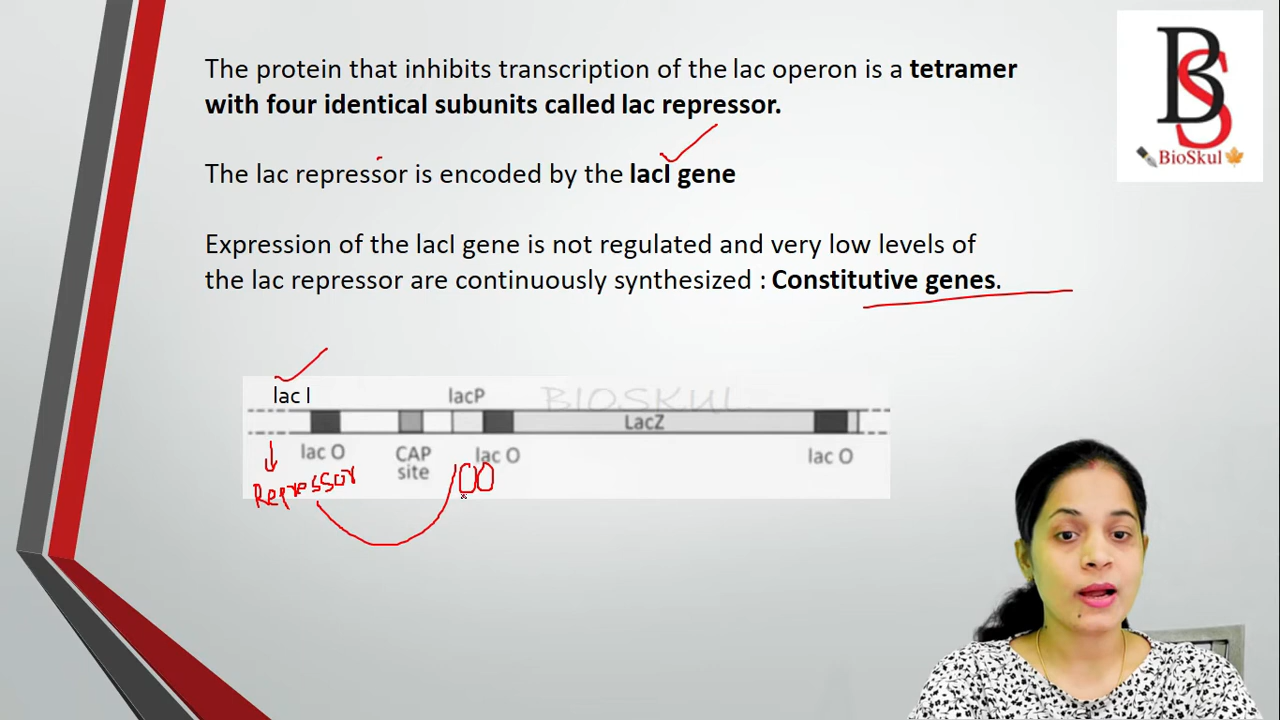 The protein that inhibits transcription of the lac operon is a tetramer
with four identical subunits called lac repressor.
BS
BioSkul
The lac repressor is encoded by the lacI gene
Expression of the lacI gene is not regulated and very low levels of
the lac repressor are continuously synthesized : Constitutive genes.
BIOSKUL
lac I lacP
LacZ
lac O CAP site lac O lac O
Repressor